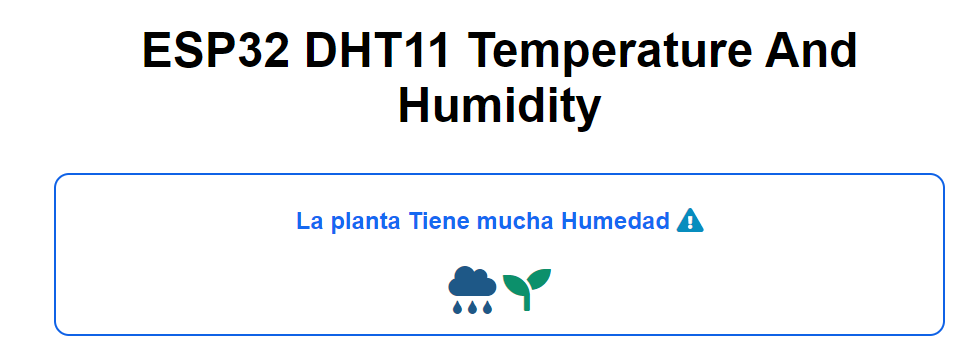 ESP32 DHT11 Temperature And
Humidity
La planta Tiene mucha Humedad